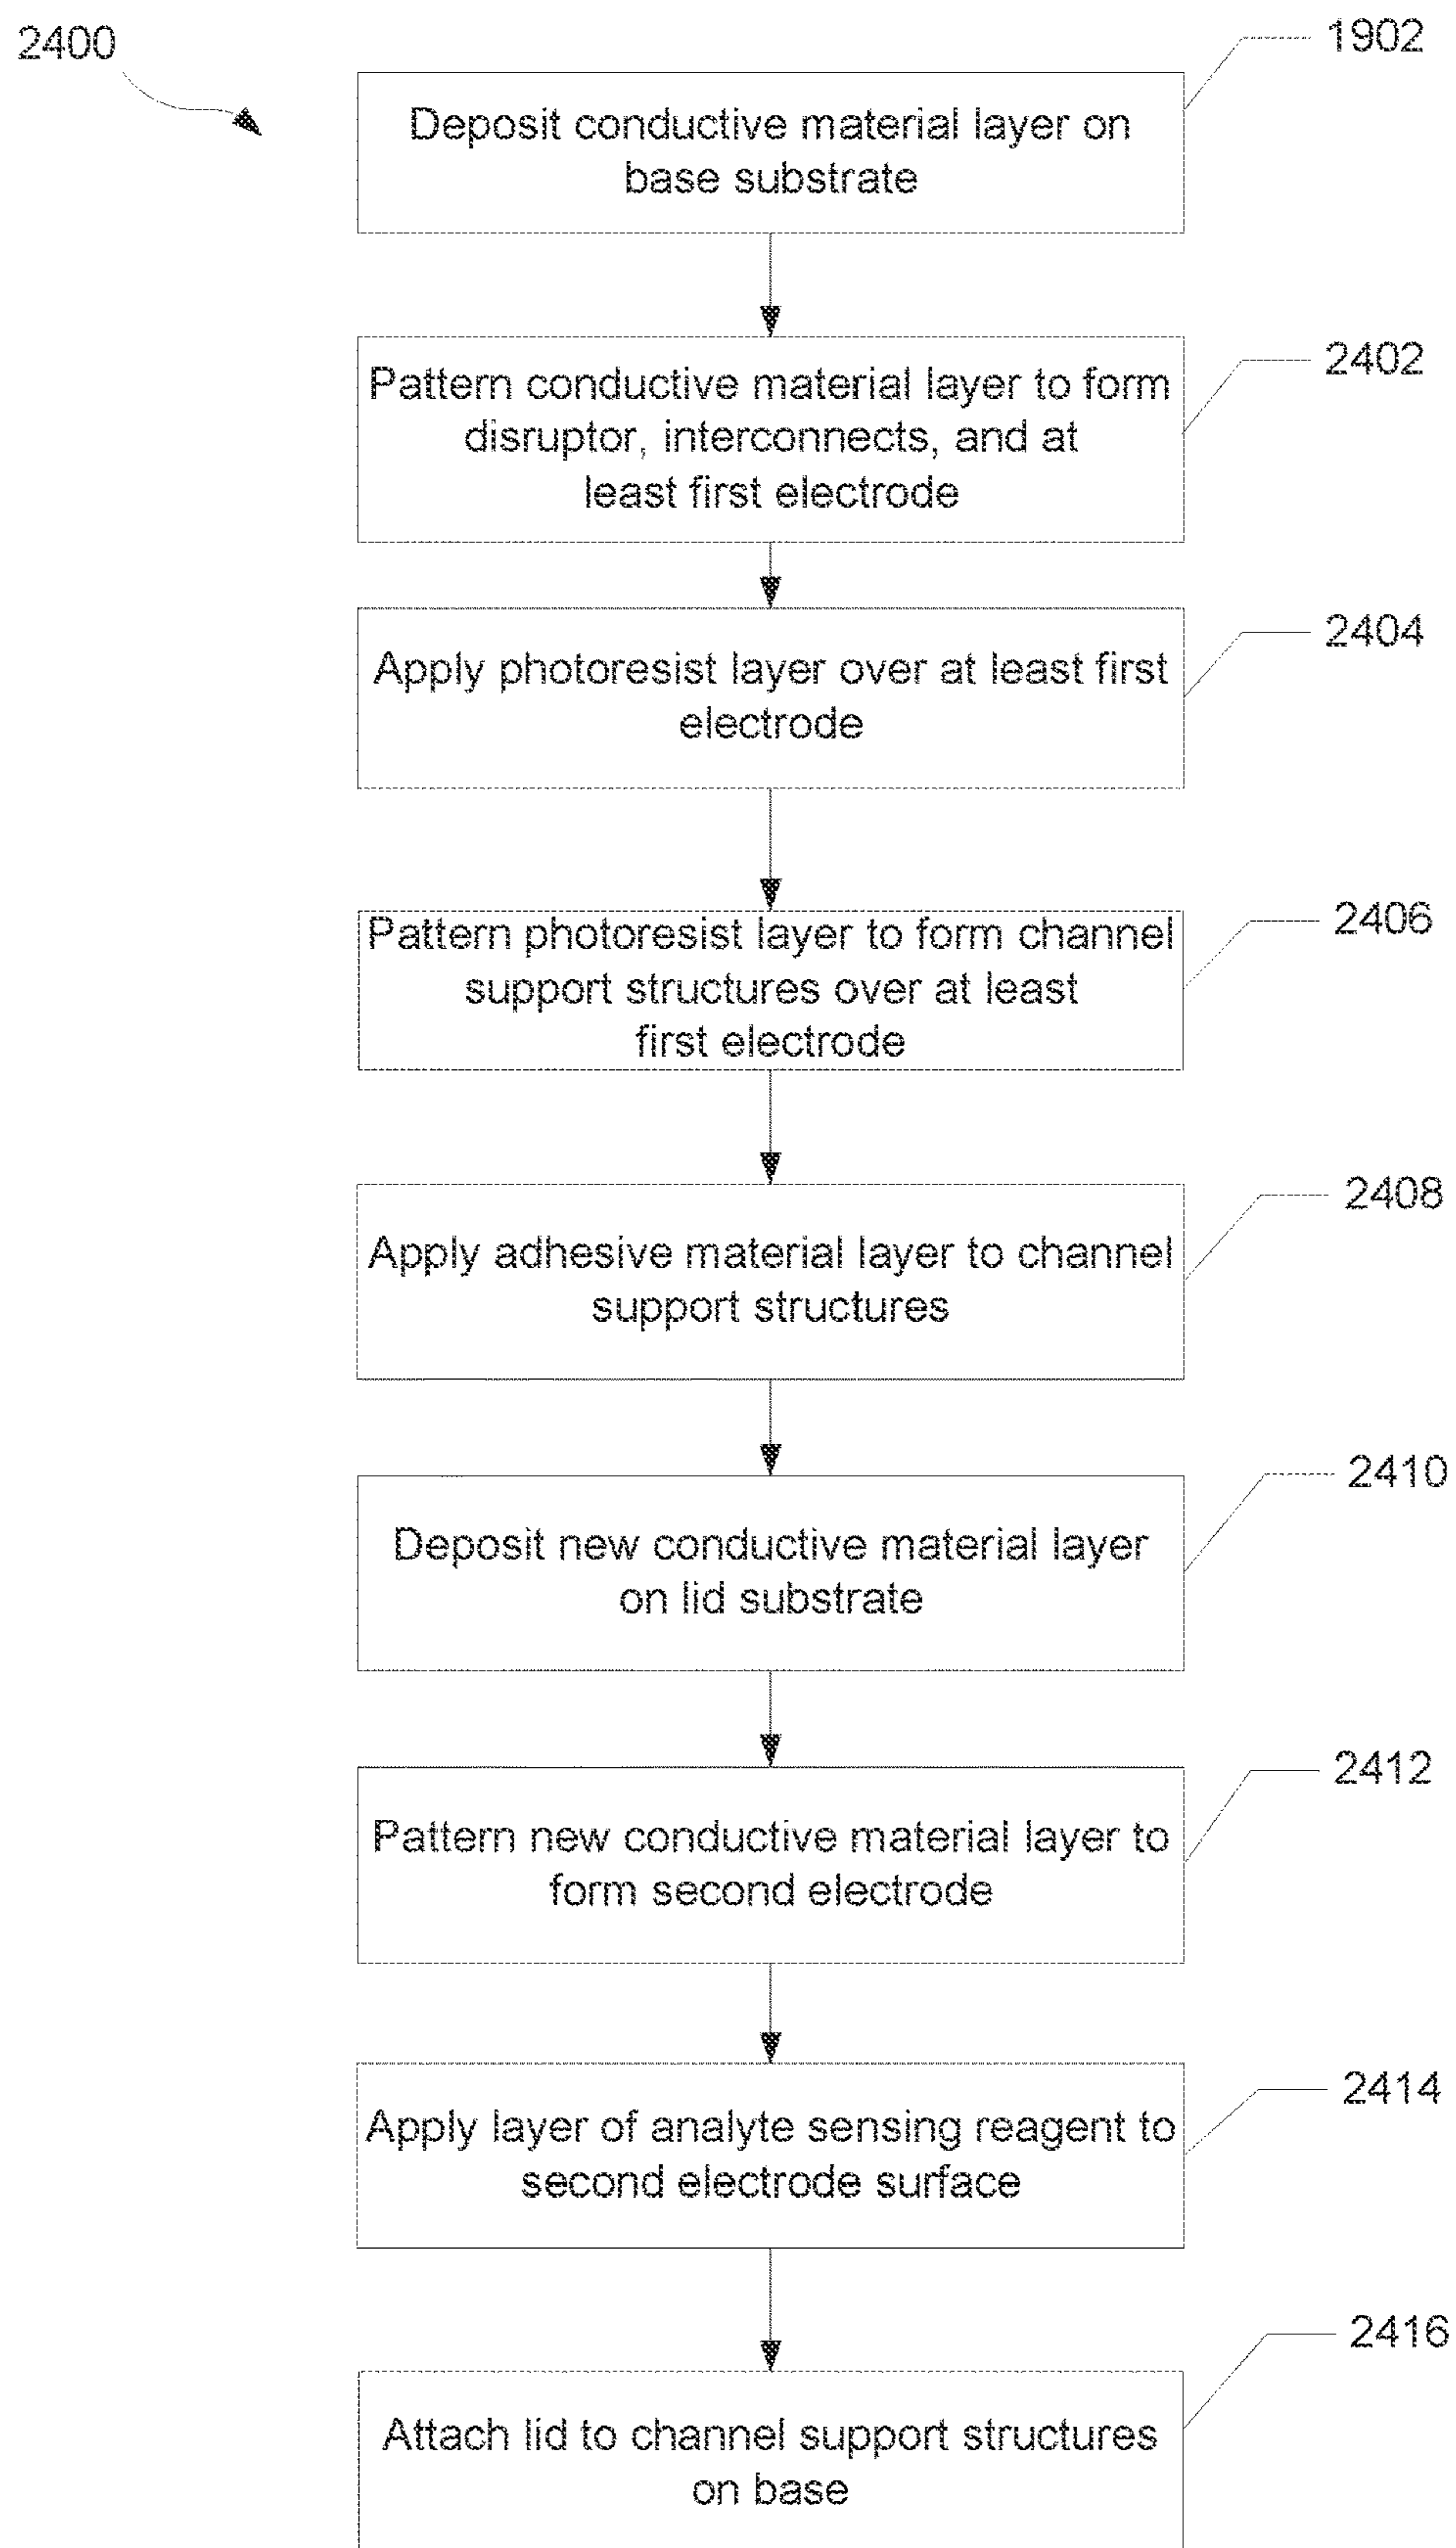 2400
1902
Deposit conductive material layer on
base substrate
2402
Pattern conductive material layer to form
disruptor, interconnects, and at
least first electrode
2404
Apply photoresist layer over at least first
electrode
2406
Pattern photoresist layer to form channel
support structures over at least
first electrode
2408
Apply adhesive material layer to channel
support structures
2410
Deposit new conductive material layer
on lid substrate
2412
Pattern new conductive material layer to
form second electrode
2414
Apply layer of analyte sensing reagent to
second electrode surface
2416
Attach lid to channel support structures
on base